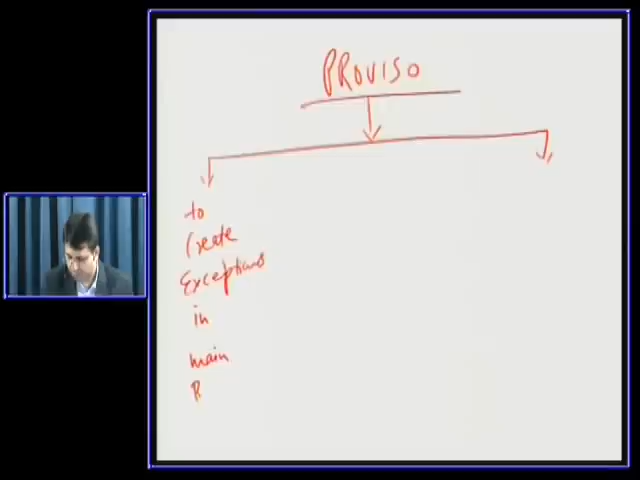 PROVISO
to
Create
Exceptions
in
main
R